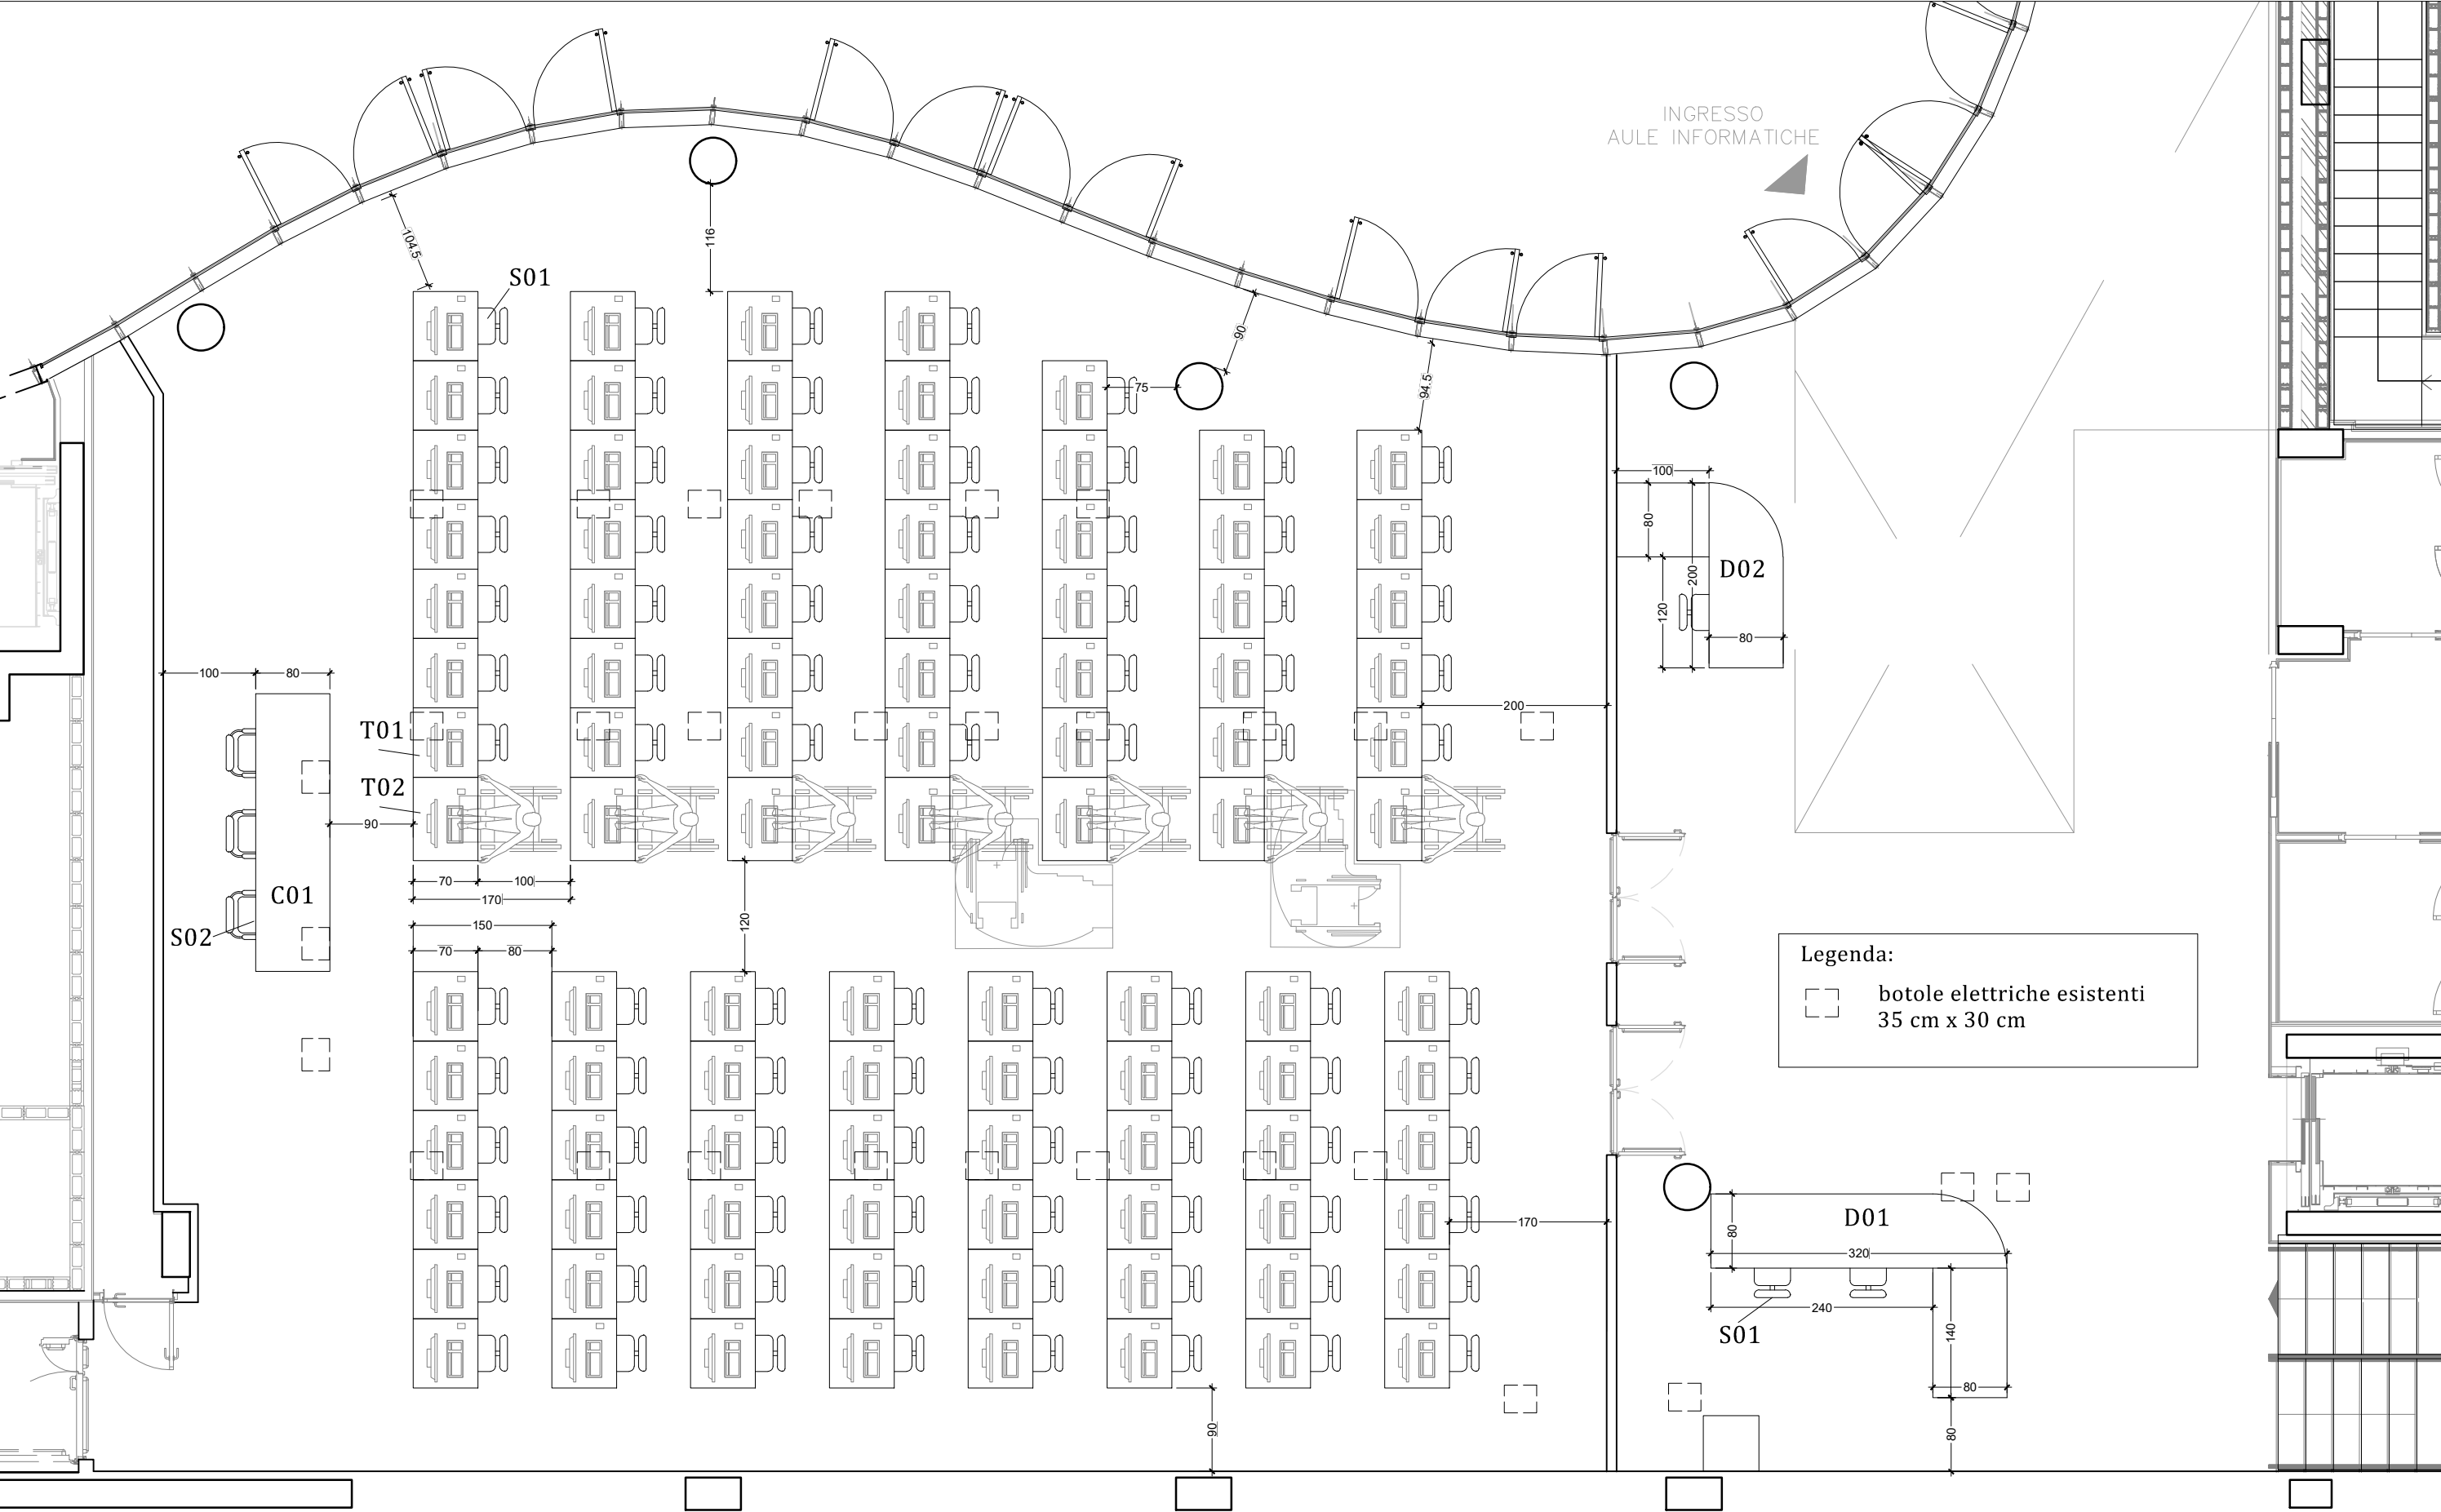 INGRESSO
AULE INFORMATICHE
104.5
116
S01
90
75
94.5
100
80
200
D02
120
80
100
80
T01
200
T02
90
C01
70
100
170
S02
150
120
70
80
Legenda:
botole elettriche esistenti
35 cm x 30 cm
170
D01
80
320
240
S01
140
80
90
80